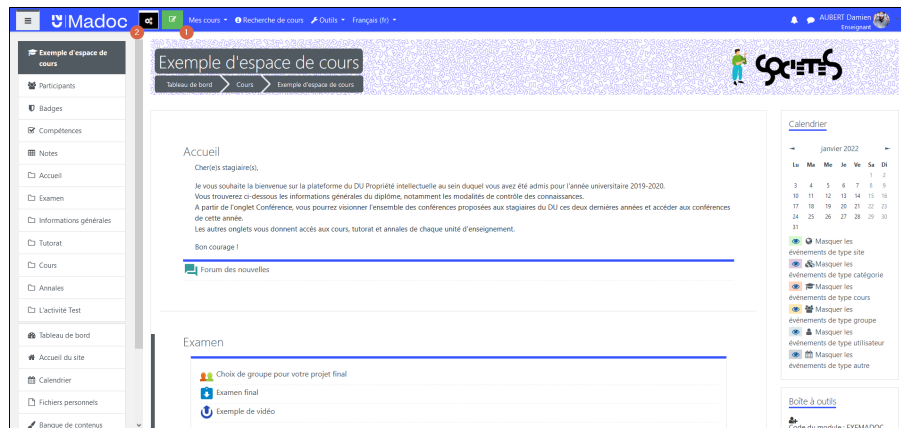 Madoc
Mes cours
Recherche de cours
Outils
Français (fr)
AUBERT Damien
Enseignant
2
1
Exemple d'espace de
cours
Participants
Badges
Compétences
Notes
Accueil
Examen
Informations générales
Tutorat
Cours
Annales
L'activité Test
Tableau de bord
Accueil du site
Calendrier
Fichiers personnels
Banque de contenus
Exemple d'espace de cours
Tableau de bord
Cours
Exemple d'espace de cours
SOCIÉTÉS
Accueil
Cher(e)s stagiaire(s),
Je vous souhaite la bienvenue sur la plateforme du DU Propriété intellectuelle au sein duquel vous avez été admis pour l'année universitaire 2019-2020.
Vous trouverez ci-dessous les informations générales du diplôme, notamment les modalités de contrôle des connaissances.
A partir de l'onglet Conférence, vous pourrez visionner l'ensemble des conférences proposées aux stagiaires du DU ces deux dernières années et accéder aux conférences
de cette année.
Les autres onglets vous donnent accès aux cours, tutorat et annales de chaque unité d'enseignement.
Bon courage !
Forum des nouvelles
Examen
Choix de groupe pour votre projet final
Examen final
Exemple de vidéo
Calendrier
janvier 2022
Lu Ma Me Je Ve Sa Di
1 2
3 4 5 6 7 8 9
10 11 12 13 14 15 16
17 18 19 20 21 22 23
24 25 26 27 28 29 30
31
Masquer les
événements de type site
Masquer les
événements de type catégorie
Masquer les
événements de type cours
Masquer les
événements de type groupe
Masquer les
événements de type utilisateur
Masquer les
événements de type autre
Boîte à outils
Code du module : EXEMADOC